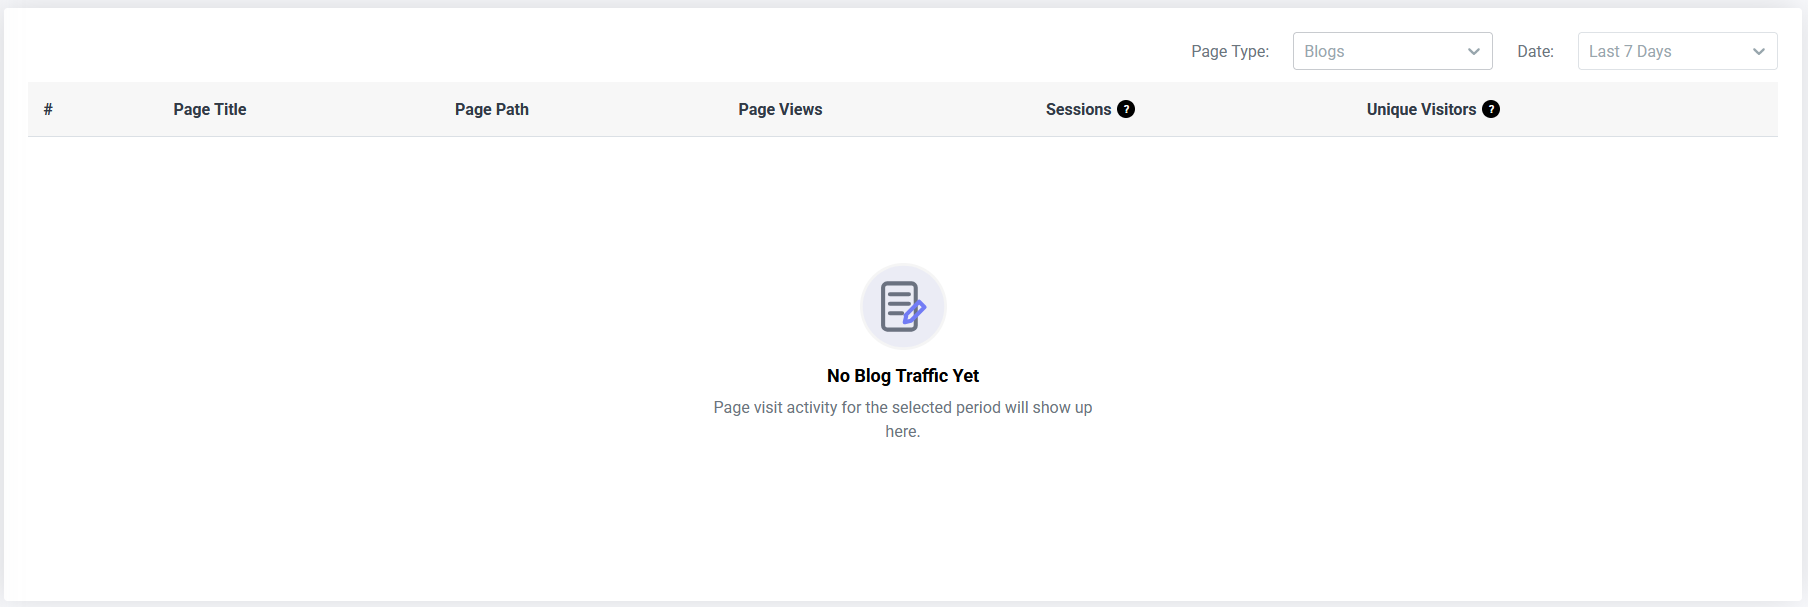 Page Type: Blogs Date: Last 7 Days
# Page Title Page Path Page Views Sessions ? Unique Visitors ?
No Blog Traffic Yet
Page visit activity for the selected period will show up
here.